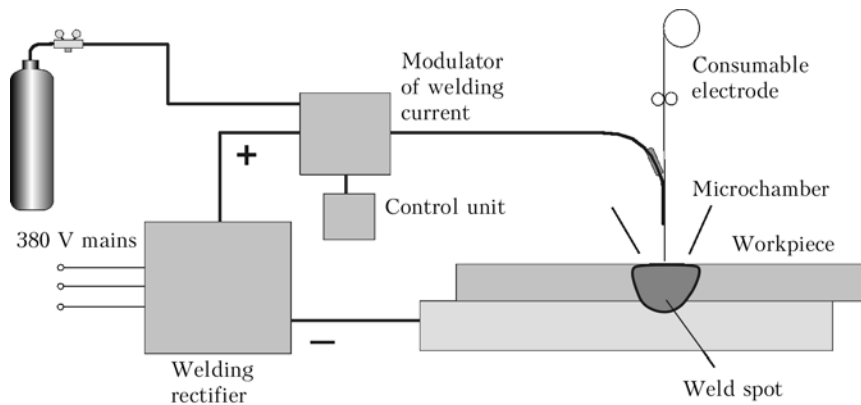 Modulator
of welding
current
Consumable
electrode
+
Control unit
Microchamber
380 V mains
Workpiece
−
Welding
rectifier
Weld spot